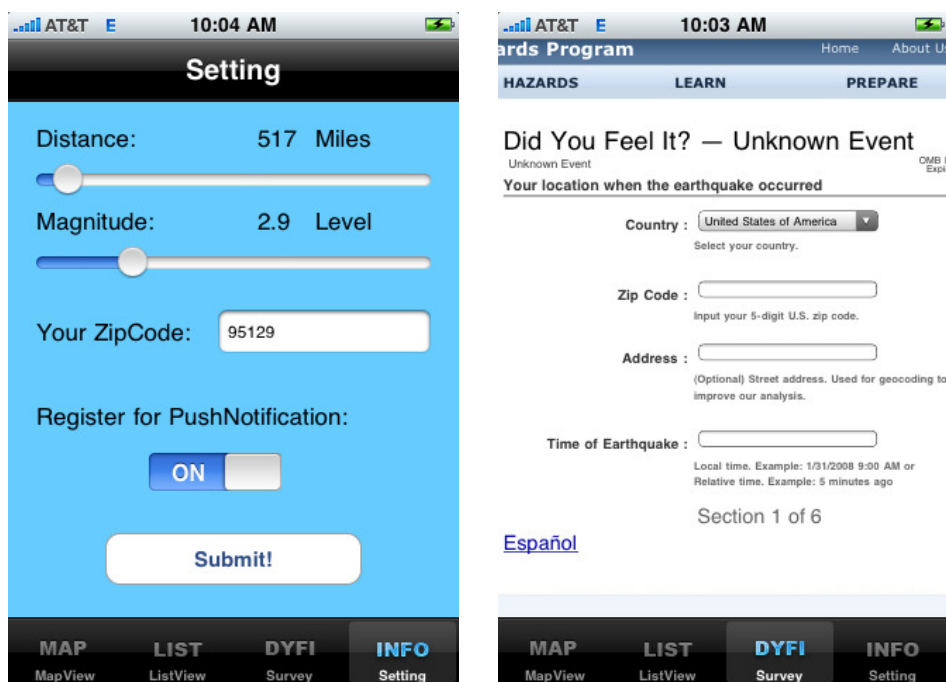 AT&T E 10:04 AM
Setting
Distance: 517 Miles
Magnitude: 2.9 Level
Your ZipCode: 95129
Register for PushNotification:
ON
Submit!
MAP LIST DYFI INFO
MapView ListView Survey Setting
AT&T E 10:03 AM
ards Program Home About Us
HAZARDS LEARN PREPARE
Did You Feel It? — Unknown Event
Unknown Event OMB
Expi
Your location when the earthquake occurred
Country : United States of America
Select your country.
Zip Code :
Input your 5-digit U.S. zip code.
Address :
(Optional) Street address. Used for geocoding to
improve our analysis.
Time of Earthquake :
Local time. Example: 1/31/2008 9:00 AM or
Relative time. Example: 5 minutes ago
Section 1 of 6
Español
MAP LIST DYFI INFO
MapView ListView Survey Setting